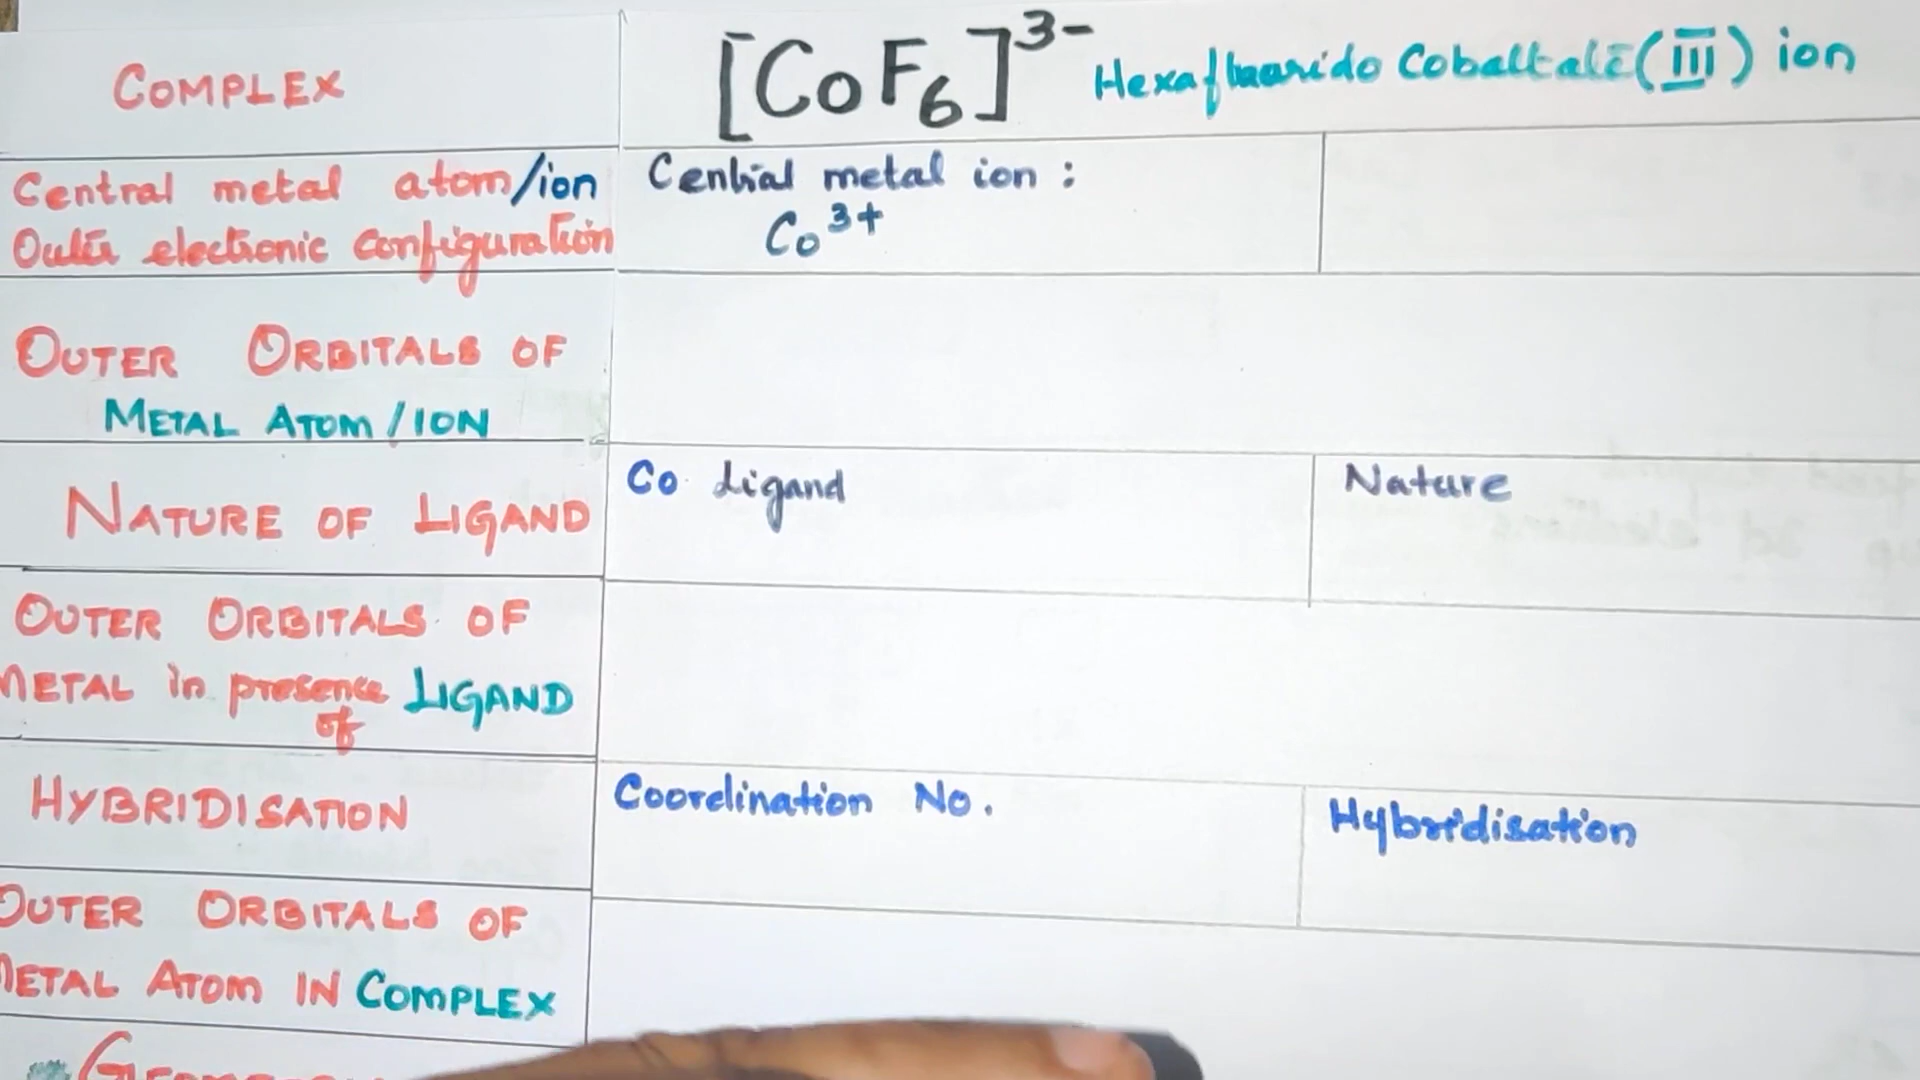 COMPLEX
[CoF6]3- Hexafluorido Cobaltate (III) ion
Central metal atom/ion
Outer electronic configuration
Central metal ion :
Co3+
OUTER ORBITALS OF
METAL ATOM / ION
NATURE OF LIGAND
Co Ligand
Nature
OUTER ORBITALS OF
METAL in presence of LIGAND
HYBRIDISATION
Coordination No.
Hybridisation
OUTER ORBITALS OF
METAL ATOM IN COMPLEX